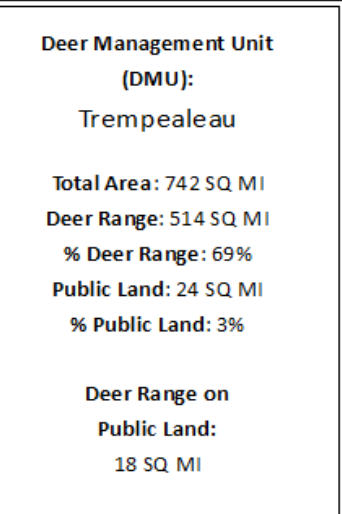 Deer Management Unit
(DMU):
Trempealeau
Total Area: 742 SQ MI
Deer Range: 514 SQ MI
% Deer Range: 69%
Public Land: 24 SQ MI
% Public Land: 3%
Deer Range on
Public Land:
18 SQ MI